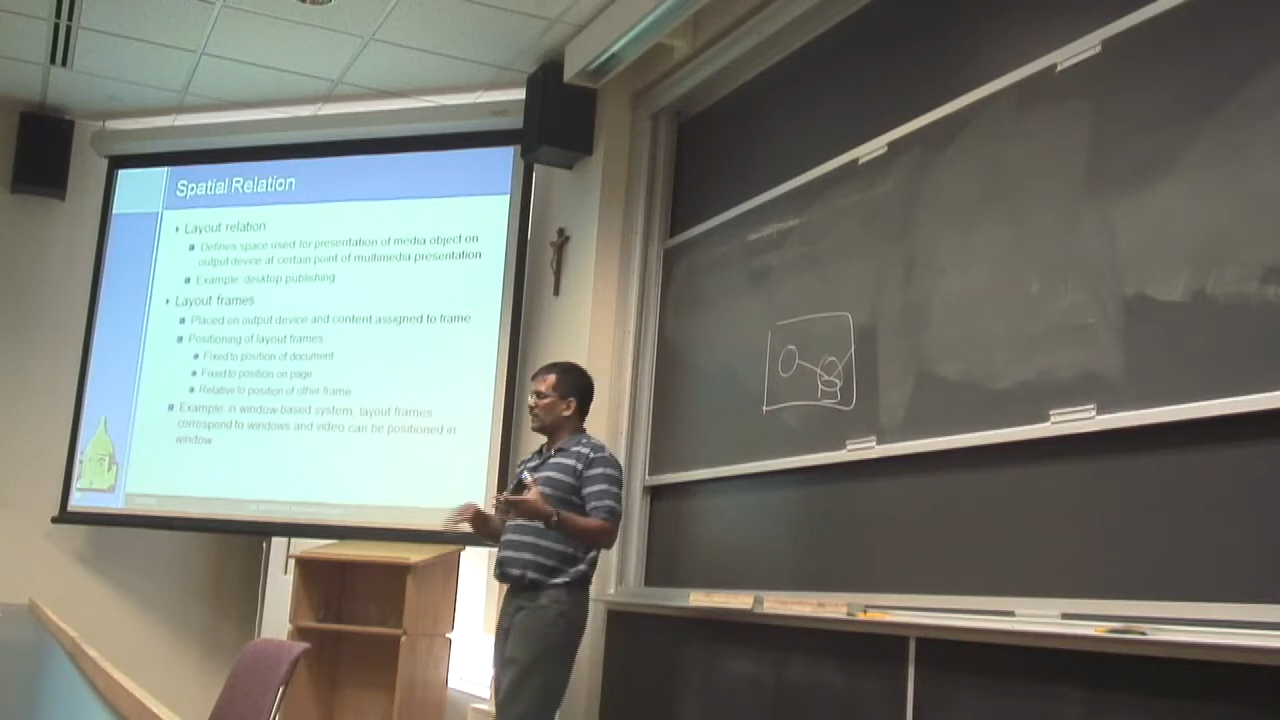 Spatial Relation
Layout relation
Defines space used for presentation of media object on
output device at certain point of multimedia presentation
Example: desktop publishing
Layout frames
Placed on output device and content assigned to frame
Positioning of layout frames
Fixed to position of document
Fixed to position on page
Relative to position of other frame
Example: in window-based system, layout frames
correspond to windows and video can be positioned in
window